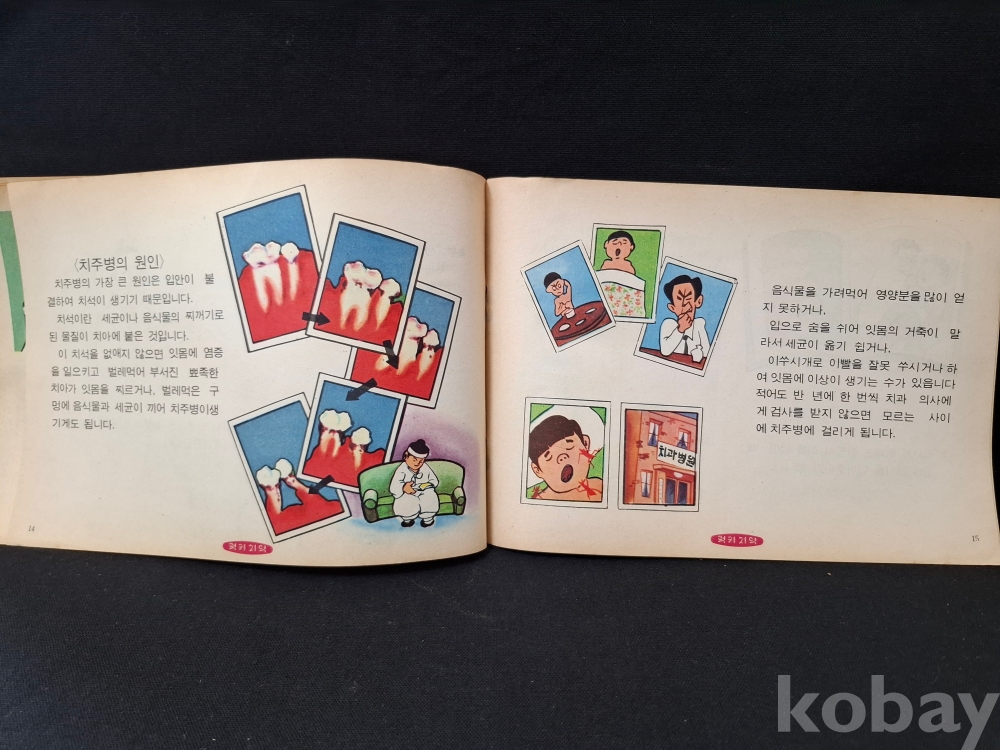 〈치주병의 원인〉
치주병의 가장 큰 원인은 입안이 불
결하여 치석이 생기기 때문입니다.
치석이란 세균이나 음식물의 찌꺼기로
된 물질이 치아에 붙은 것입니다.
이 치석을 없애지 않으면 잇몸에 염증
을 일으키고 벌레먹어 부서진 뾰족한
치아가 잇몸을 찌르거나, 벌레먹은 구
멍에 음식물과 세균이 끼어 치주병이생
기게도 됩니다.
14
럭키치약
치과병원
음식물을 가려먹어 영양분을 많이 얻
지 못하거나.
입으로 숨을 쉬어 잇몸의 거죽이 말
라서 세균이 옮기 쉽거나.
이쑤시개로 이빨을 잘못 쑤시거나 하
여 잇몸에 이상이 생기는 수가 있읍니다
적어도 반 년에 한 번씩 치과 의사에
게 검사를 받지 않으면 모르는 사이
에 치주병에 걸리게 됩니다.
럭키치약
15
kobay